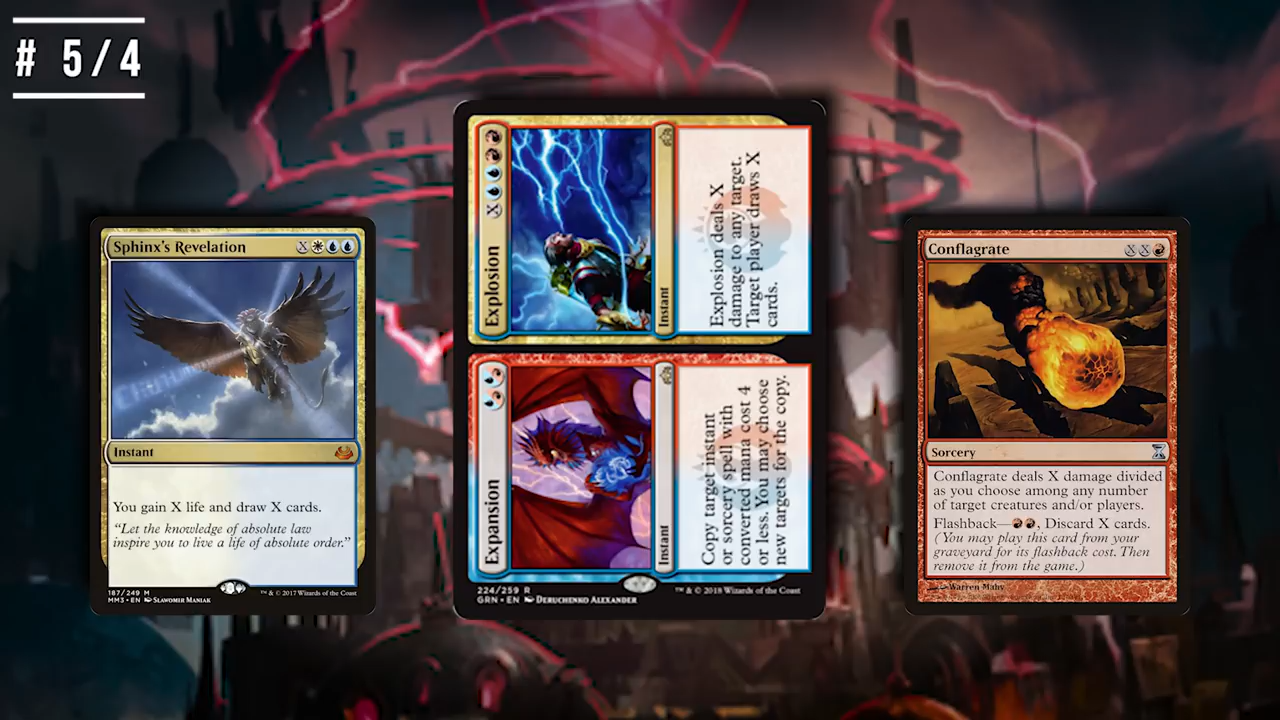 # 5/4
Sphinx's Revelation X
Instant
You gain X life and draw X cards.
“Let the knowledge of absolute law
inspire you to live a life of absolute order.”
187/249 M
MM3 • EN Slawomir Maniak
™ & © 2017 Wizards of the Coast
Explosion X
Instant
Explosion deals X
damage to any target.
Target player draws X
cards.
Expansion
Instant
Copy target instant
or sorcery spell with
converted mana cost 4
or less. You may choose
new targets for the copy.
224/259 R
GRN • EN Deruchenko Alexander
™ & © 2018 Wizards of the Coast
Conflagrate XX
Sorcery
Conflagrate deals X damage divided
as you choose among any number
of target creatures and/or players.
Flashback—, Discard X cards.
(You may play this card from your
graveyard for its flashback cost. Then
remove it from the game.)
Warren Mahy